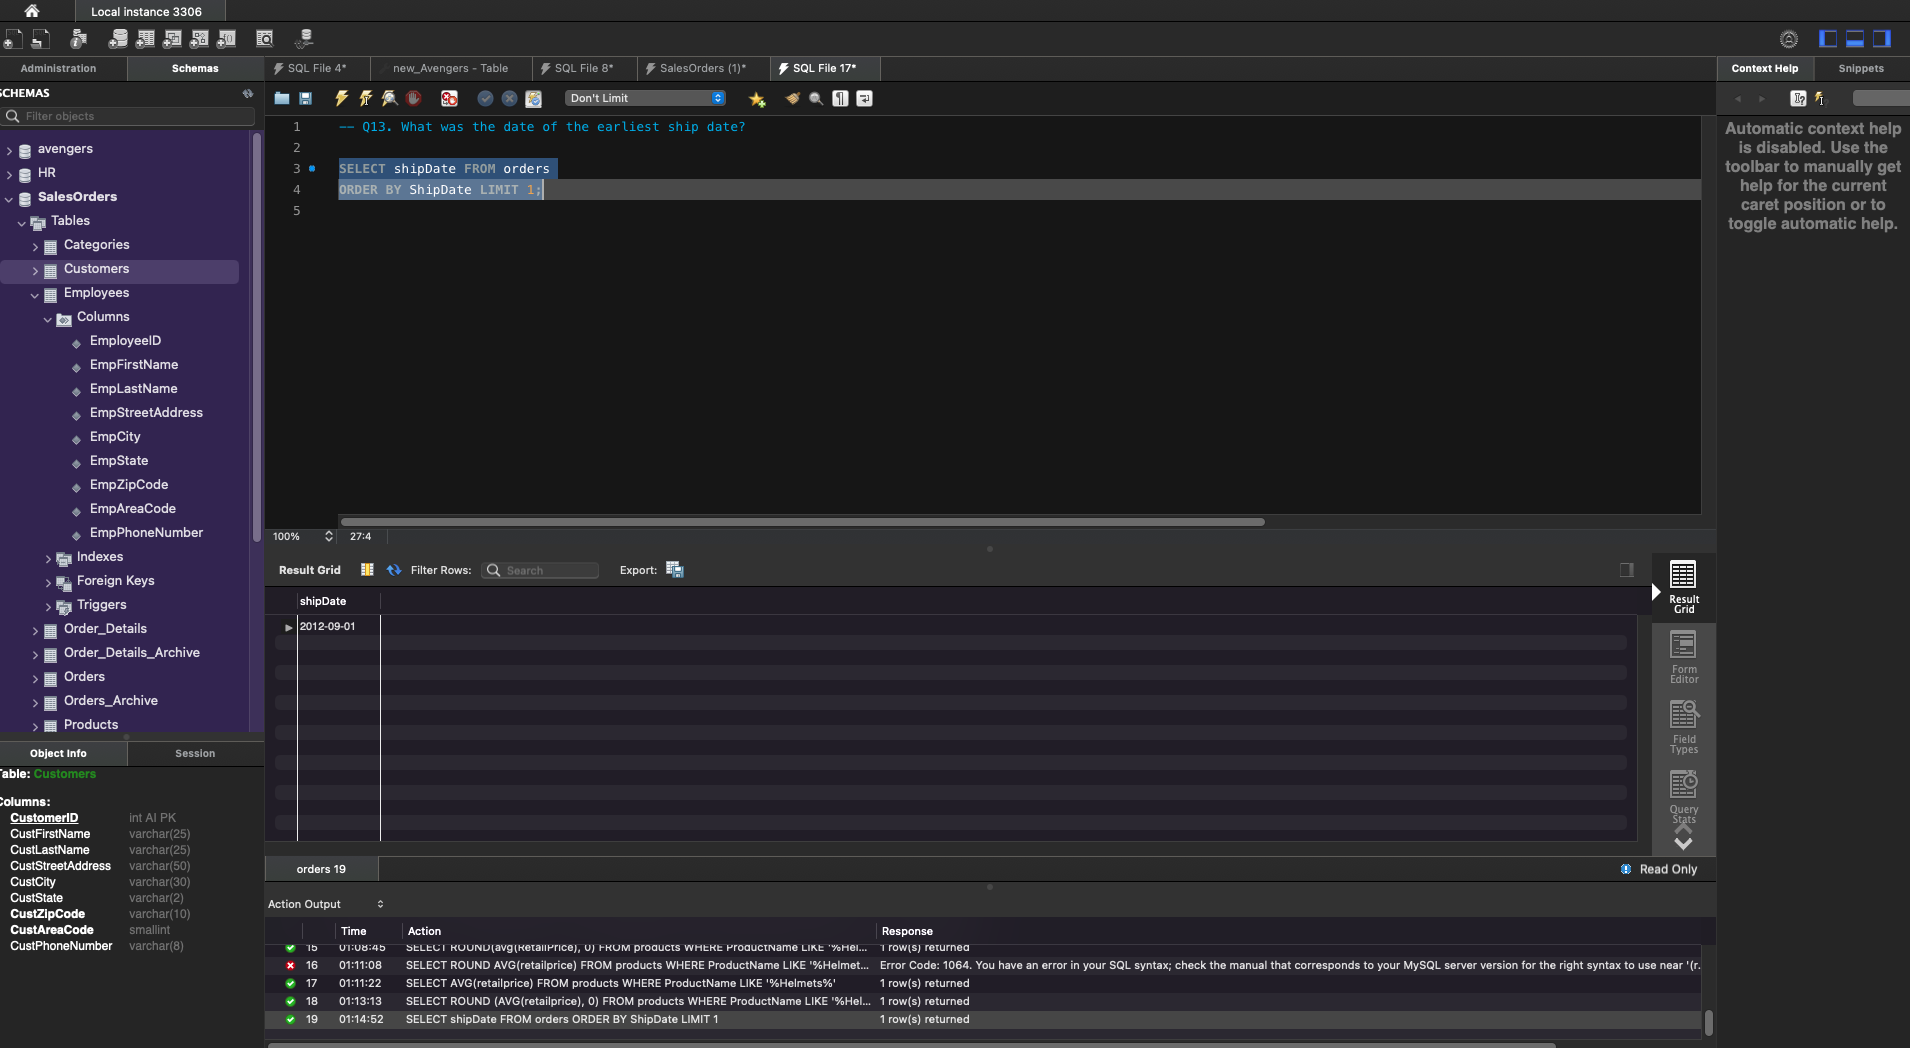 Local instance 3306
Administration
Schemas
SQL File 4*
new_Avengers - Table
SQL File 8*
SalesOrders (1)*
SQL File 17*
Context Help
Snippets
SCHEMAS
Filter objects
avengers
HR
SalesOrders
Tables
Categories
Customers
Employees
Columns
EmployeeID
EmpFirstName
EmpLastName
EmpStreetAddress
EmpCity
EmpState
EmpZipCode
EmpAreaCode
EmpPhoneNumber
Indexes
Foreign Keys
Triggers
Order_Details
Order_Details_Archive
Orders
Orders_Archive
Products
Object Info
Session
Table: Customers
Columns:
CustomerID int AI PK
CustFirstName varchar(25)
CustLastName varchar(25)
CustStreetAddress varchar(50)
CustCity varchar(30)
CustState varchar(2)
CustZipCode varchar(10)
CustAreaCode smallint
CustPhoneNumber varchar(8)
Don't Limit
1 -- Q13. What was the date of the earliest ship date?
2
3 SELECT shipDate FROM orders
4 ORDER BY ShipDate LIMIT 1;
5
100% 27:4
Result Grid
Filter Rows:
Search
Export:
shipDate
2012-09-01
Result Grid
Form Editor
Field Types
Query Stats
orders 19
Read Only
Action Output
Time Action Response
15 01:08:45 SELECT ROUND(avg(RetailPrice), 0) FROM products WHERE ProductName LIKE '%Hel... 1 row(s) returned
16 01:11:08 SELECT ROUND AVG(retailprice) FROM products WHERE ProductName LIKE '%Helmet... Error Code: 1064. You have an error in your SQL syntax; check the manual that corresponds to your MySQL server version for the right syntax to use near '(r...
17 01:11:22 SELECT AVG(retailprice) FROM products WHERE ProductName LIKE '%Helmets%' 1 row(s) returned
18 01:13:13 SELECT ROUND (AVG(retailprice), 0) FROM products WHERE ProductName LIKE '%Hel... 1 row(s) returned
19 01:14:52 SELECT shipDate FROM orders ORDER BY ShipDate LIMIT 1 1 row(s) returned
Automatic context help
is disabled. Use the
toolbar to manually get
help for the current
caret position or to
toggle automatic help.